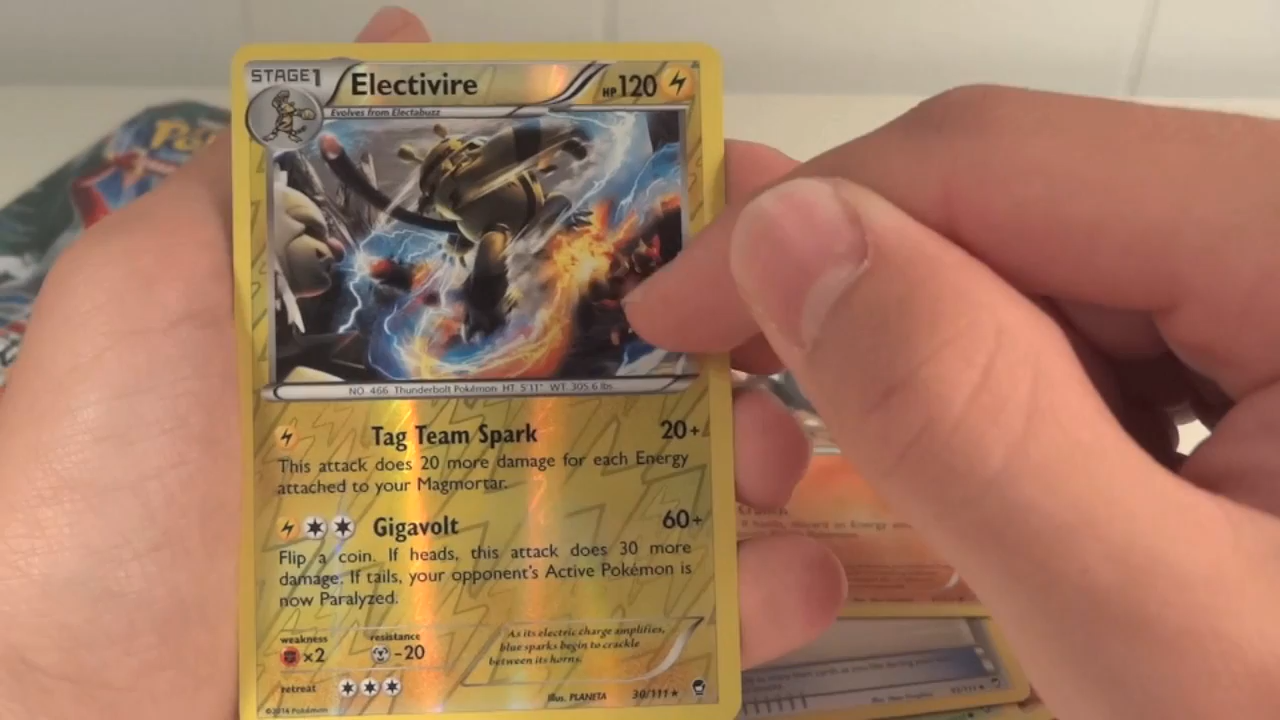 STAGE 1 Electivire HP 120
Evolves from Electabuzz
NO. 466 Thunderbolt Pokémon HT. 5'11" WT. 305.6 lbs.
Tag Team Spark 20+
This attack does 20 more damage for each Energy
attached to your Magmortar.
Gigavolt 60+
Flip a coin. If heads, this attack does 30 more
damage. If tails, your opponent's Active Pokémon is
now Paralyzed.
weakness resistance
×2 -20
As its electric charge amplifies,
blue sparks begin to crackle
between its horns.
retreat
Illus. PLANETA 30/111★
©2014 Pokémon